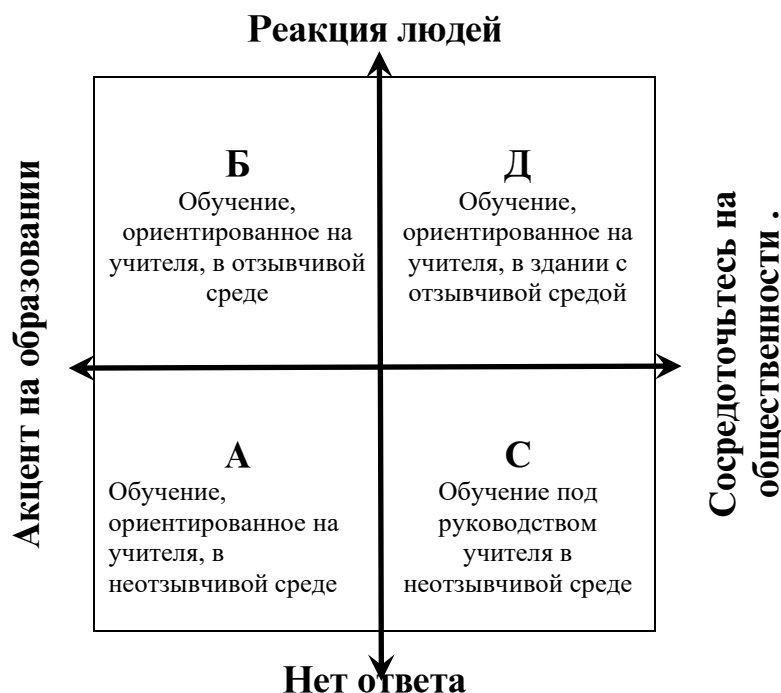 Реакция людей
Акцент на образовании
Б
Обучение,
ориентированное на
учителя, в отзывчивой
среде
Д
Обучение,
ориентированное на
учителя, в здании с
отзывчивой средой
Сосредоточьтесь на
общественности .
А
Обучение,
ориентированное на
учителя, в
неотзывчивой среде
С
Обучение под
руководством
учителя в
неотзывчивой среде
Нет ответа